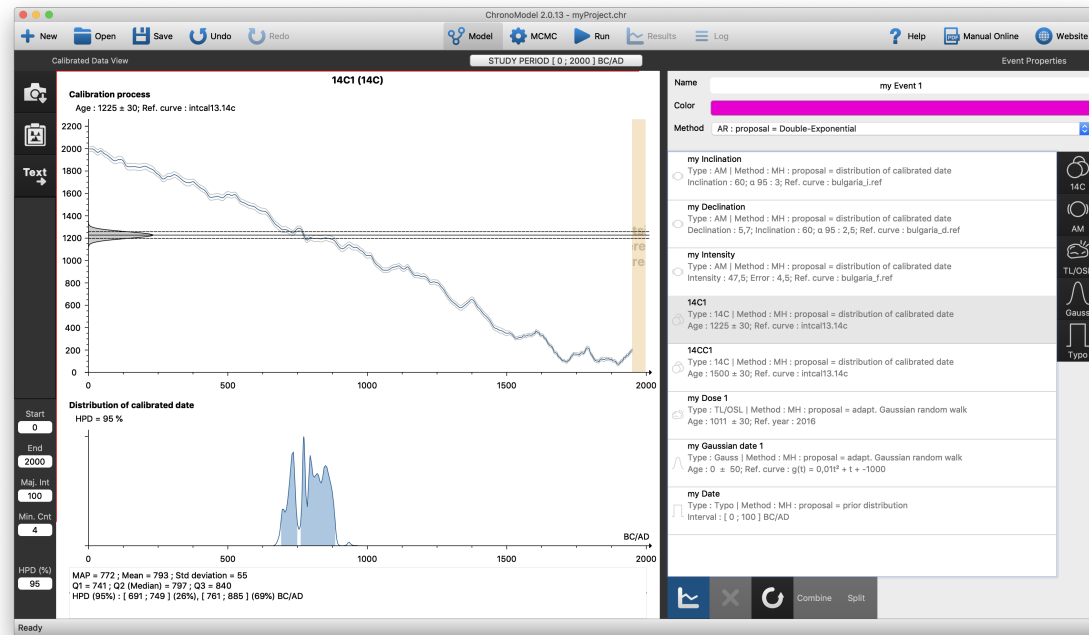 ChronoModel 2.0.13 - myProject.chr
New Open Save Undo Redo Model MCMC Run Results Log Help Manual Online Website
Calibrated Data View STUDY PERIOD [ 0 ; 2000 ] BC/AD Event Properties
14C1 (14C)
Calibration process
Age : 1225 ± 30; Ref. curve : intcal13.14c
2200
2000
1800
1600
1400
1200
1000
800
600
400
200
0
0 500 1000 1500 2000
Distribution of calibrated date
HPD = 95 %
BC/AD
0 500 1000 1500 2000
MAP = 772 ; Mean = 793 ; Std deviation = 55
Q1 = 741 ; Q2 (Median) = 797 ; Q3 = 840
HPD (95%) : [ 691 ; 749 ] (26%), [ 761 ; 885 ] (69%) BC/AD
Text
Start
0
End
2000
Maj. Int
100
Min. Cnt
4
HPD (%)
95
Name my Event 1
Color
Method AR : proposal = Double-Exponential
my Inclination
Type : AM | Method : MH : proposal = distribution of calibrated date
Inclination : 60; α 95 : 3; Ref. curve : bulgaria_i.ref
my Declination
Type : AM | Method : MH : proposal = distribution of calibrated date
Declination : 5,7; Inclination : 60; α 95 : 2,5; Ref. curve : bulgaria_d.ref
my Intensity
Type : AM | Method : MH : proposal = distribution of calibrated date
Intensity : 47,5; Error : 4,5; Ref. curve : bulgaria_f.ref
14C1
Type : 14C | Method : MH : proposal = distribution of calibrated date
Age : 1225 ± 30; Ref. curve : intcal13.14c
14CC1
Type : 14C | Method : MH : proposal = distribution of calibrated date
Age : 1500 ± 30; Ref. curve : intcal13.14c
my Dose 1
Type : TL/OSL | Method : MH : proposal = adapt. Gaussian random walk
Age : 1011 ± 30; Ref. year : 2016
my Gaussian date 1
Type : Gauss | Method : MH : proposal = adapt. Gaussian random walk
Age : 0 ± 50; Ref. curve : g(t) = 0,01t² + t + -1000
my Date
Type : Typo | Method : MH : proposal = prior distribution
Interval : [ 0 ; 100 ] BC/AD
14C
AM
TL/OSL
Gauss
Typo
Combine Split
Ready
PDF